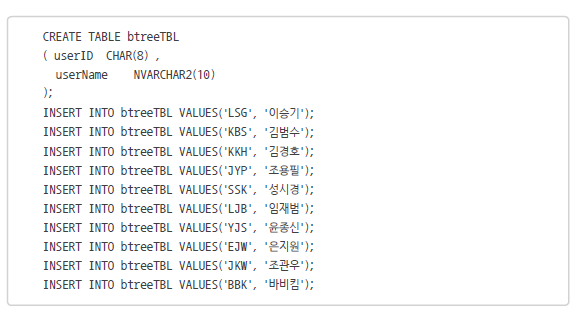 CREATE TABLE btreeTBL
( userID CHAR(8) ,
userName NVARCHAR2(10)
);
INSERT INTO btreeTBL VALUES('LSG', '이승기');
INSERT INTO btreeTBL VALUES('KBS', '김범수');
INSERT INTO btreeTBL VALUES('KKH', '김경호');
INSERT INTO btreeTBL VALUES('JYP', '조용필');
INSERT INTO btreeTBL VALUES('SSK', '성시경');
INSERT INTO btreeTBL VALUES('LJB', '임재범');
INSERT INTO btreeTBL VALUES('YJS', '윤종신');
INSERT INTO btreeTBL VALUES('EJW', '은지원');
INSERT INTO btreeTBL VALUES('JKW', '조관우');
INSERT INTO btreeTBL VALUES('BBK', '바비킴');